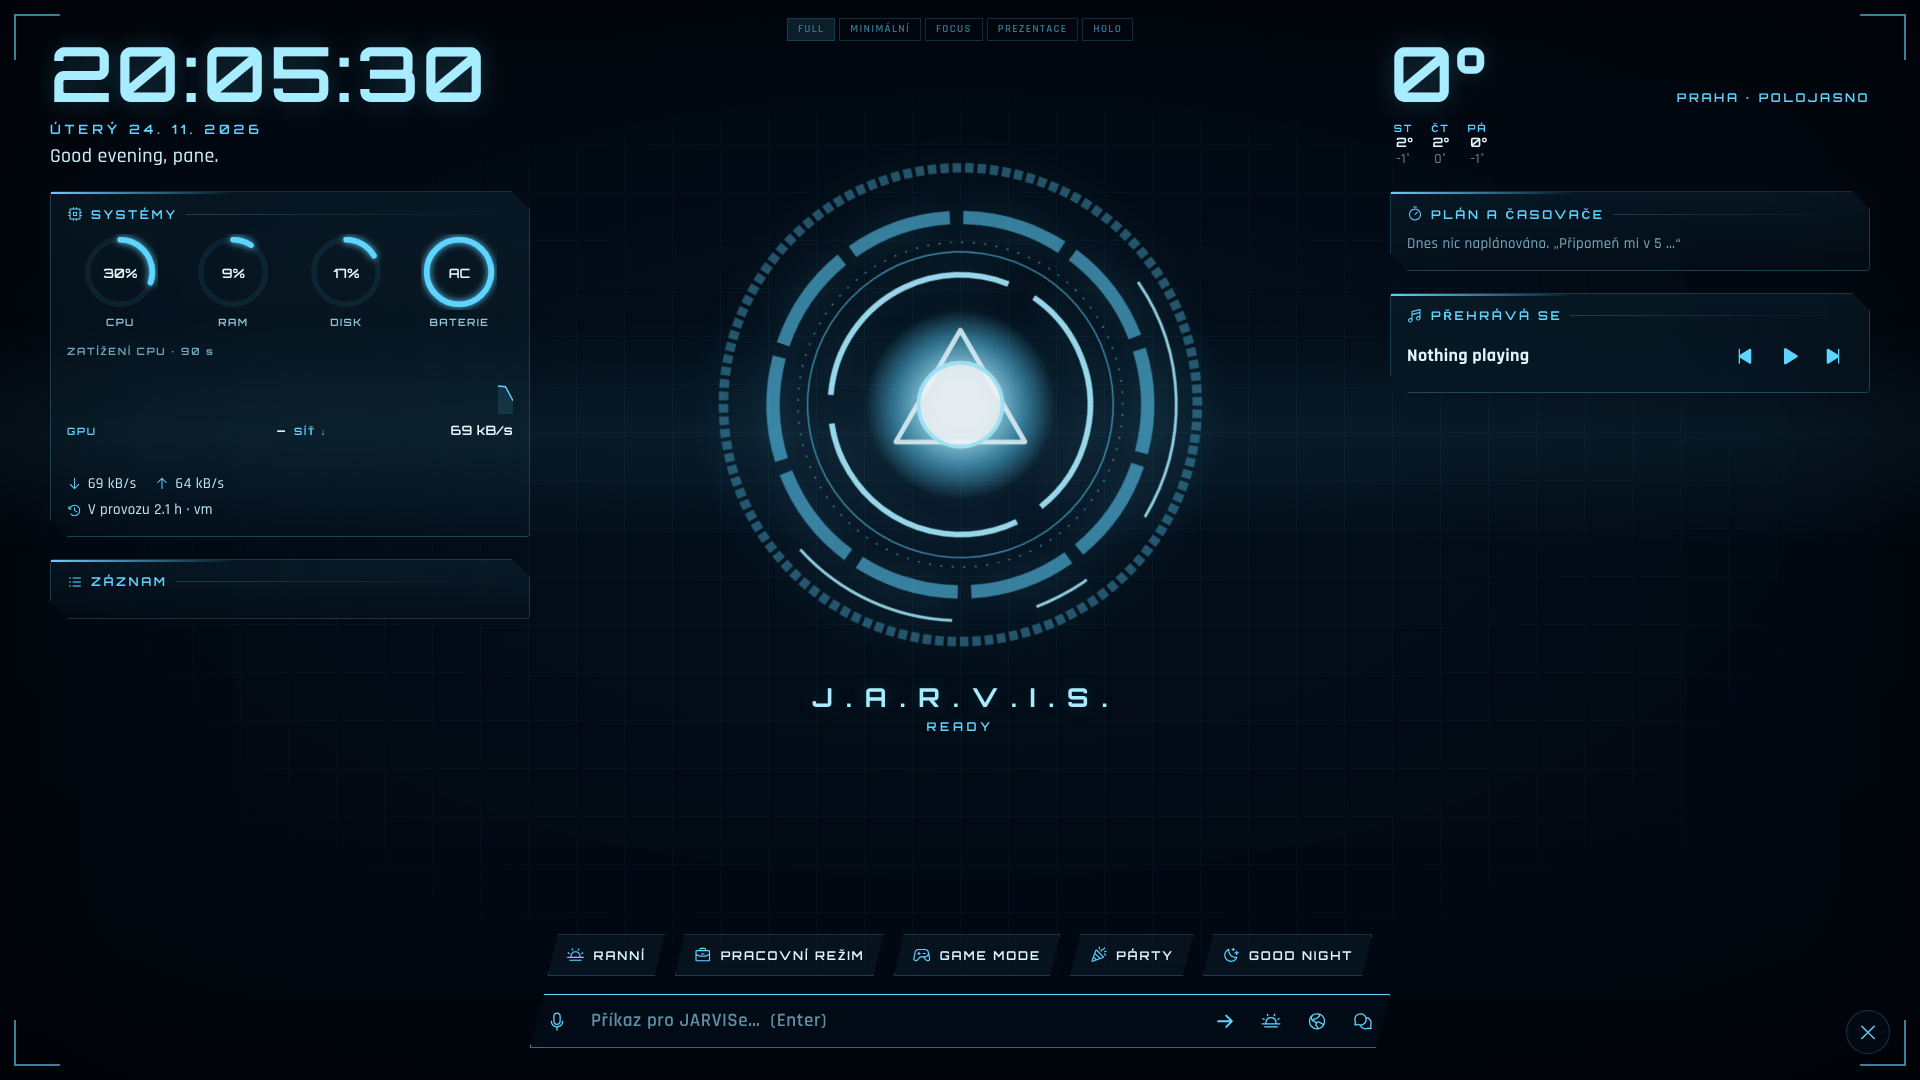 FULL
MINIMÁLNÍ
FOCUS
PREZENTACE
HOLO
20:05:30
ÚTERÝ 24. 11. 2026
Good evening, pane.
0°
PRAHA · POLOJASNO
ST ČT PÁ
2° 2° 0°
-1° 0° -1°
SYSTÉMY
30% 9% 17% AC
CPU RAM DISK BATERIE
ZATÍŽENÍ CPU · 90 s
GPU – SÍŤ ↓ 69 kB/s
↓ 69 kB/s ↑ 64 kB/s
V provozu 2.1 h · vm
ZÁZNAM
PLÁN A ČASOVAČE
Dnes nic naplánováno. „Připomeň mi v 5 …“
PŘEHRÁVÁ SE
Nothing playing
J.A.R.V.I.S.
READY
RANNÍ
PRACOVNÍ REŽIM
GAME MODE
PÁRTY
GOOD NIGHT
Příkaz pro JARVISe… (Enter)